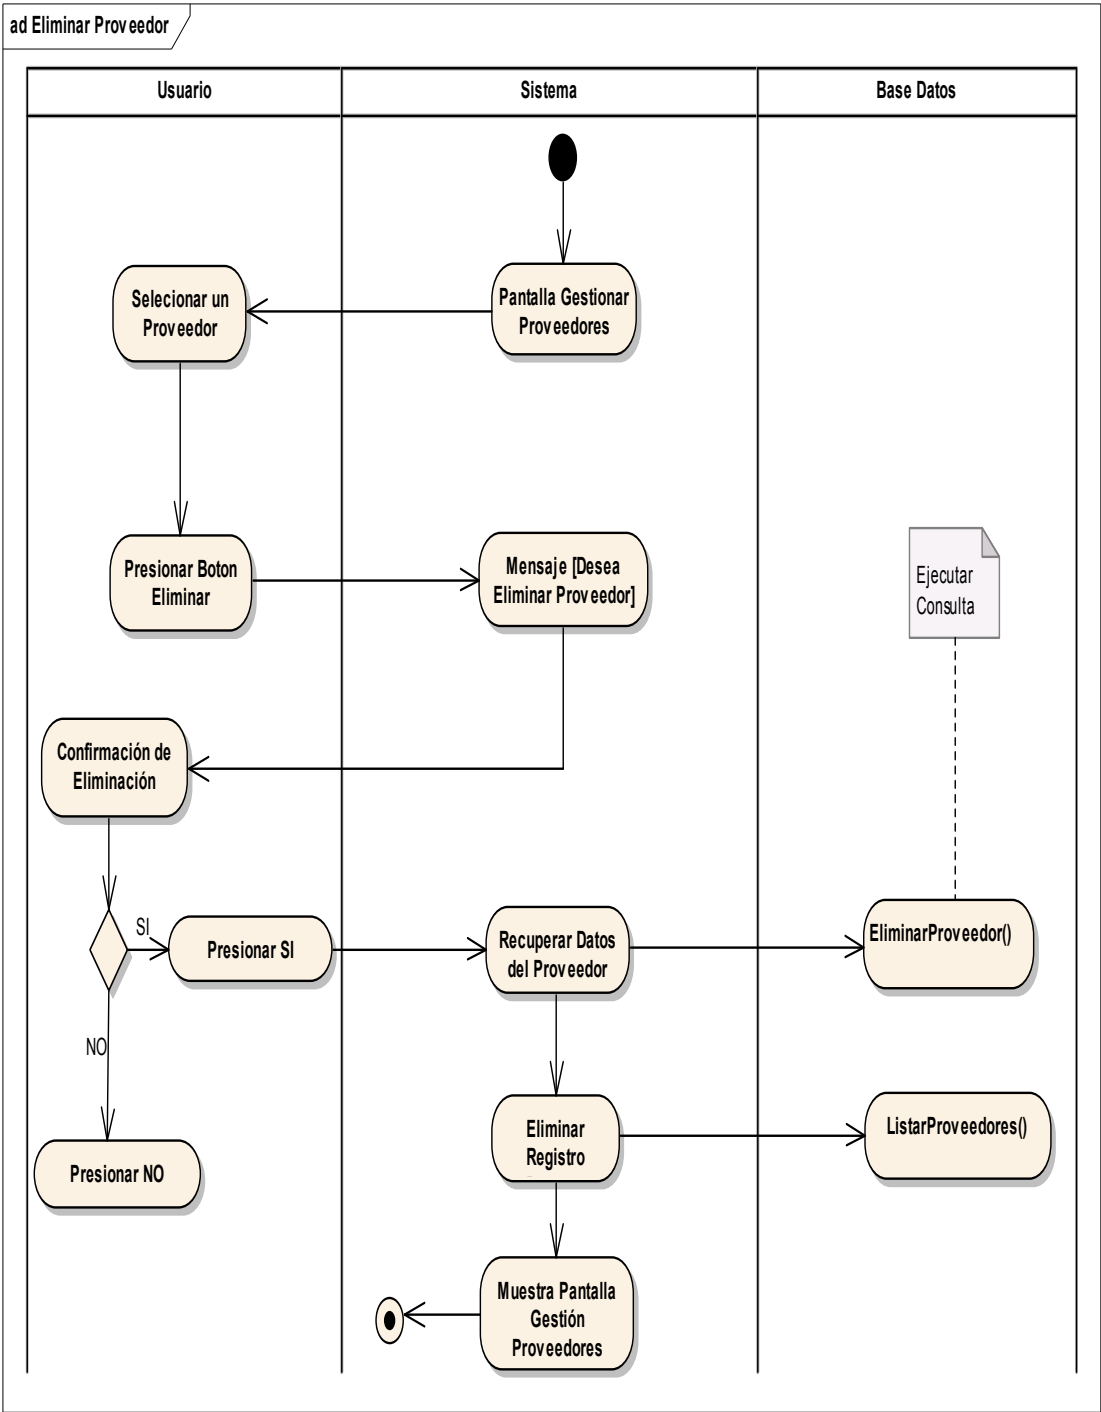 ad Eliminar Proveedor
Usuario
Sistema
Base Datos
Selecionar un
Proveedor
Pantalla Gestionar
Proveedores
Presionar Boton
Eliminar
Mensaje [Desea
Eliminar Proveedor]
Ejecutar
Consulta
Confirmación de
Eliminación
SI
Presionar SI
Recuperar Datos
del Proveedor
EliminarProveedor()
NO
Eliminar
Registro
ListarProveedores()
Presionar NO
Muestra Pantalla
Gestión
Proveedores